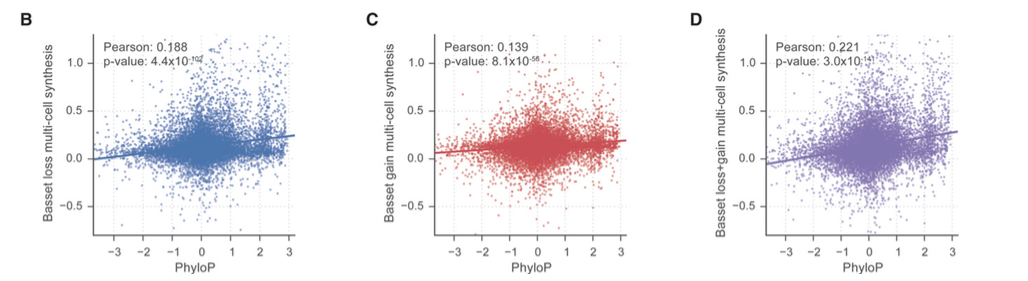 B
Pearson: 0.188
p-value: 4.4x10⁻¹⁰²
1.0
0.5
0.0
−0.5
Basset loss multi-cell synthesis
−3 −2 −1 0 1 2 3
PhyloP
C
Pearson: 0.139
p-value: 8.1x10⁻⁵⁶
1.0
0.5
0.0
−0.5
Basset gain multi-cell synthesis
−3 −2 −1 0 1 2 3
PhyloP
D
Pearson: 0.221
p-value: 3.0x10
1.0
0.5
0.0
−0.5
Basset loss+gain multi-cell synthesis
−3 −2 −1 0 1 2 3
PhyloP